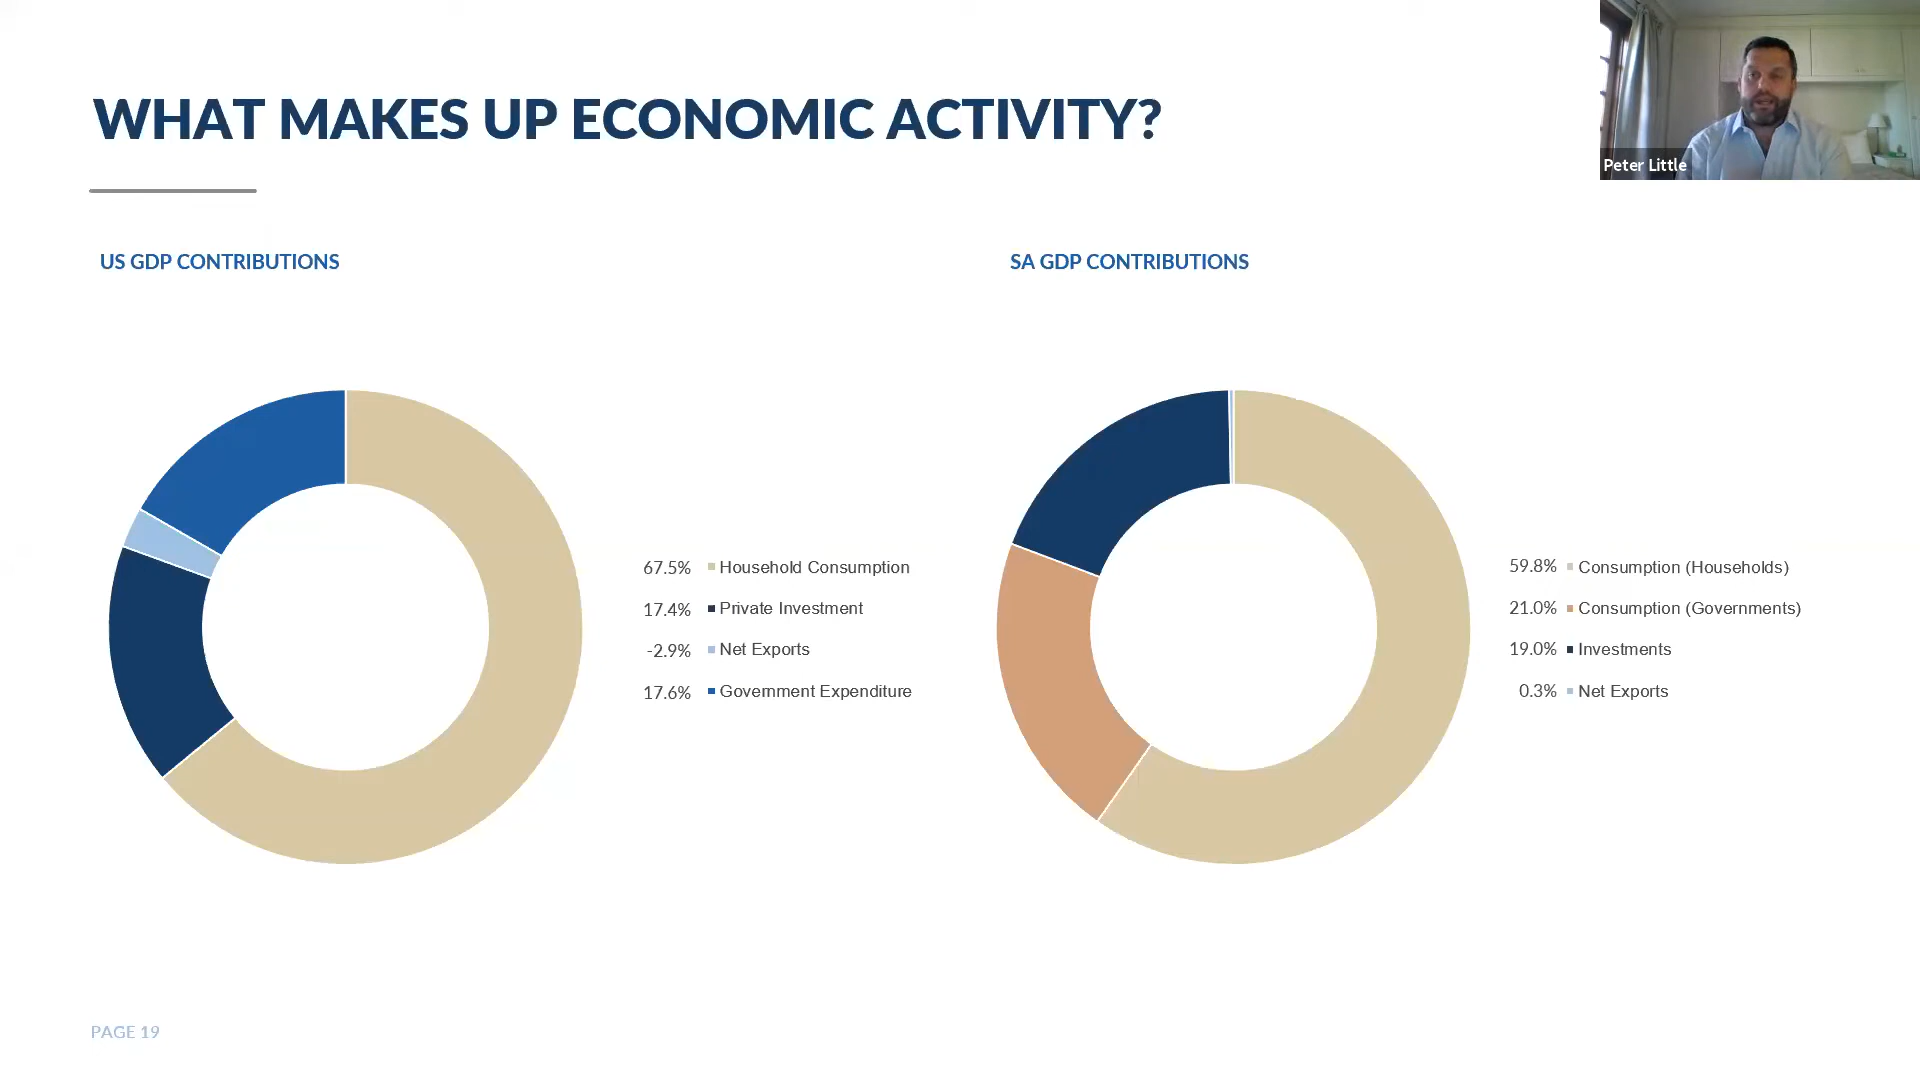 WHAT MAKES UP ECONOMIC ACTIVITY?
Peter Little
US GDP CONTRIBUTIONS
67.5% Household Consumption
17.4% Private Investment
-2.9% Net Exports
17.6% Government Expenditure
SA GDP CONTRIBUTIONS
59.8% Consumption (Households)
21.0% Consumption (Governments)
19.0% Investments
0.3% Net Exports
PAGE 19